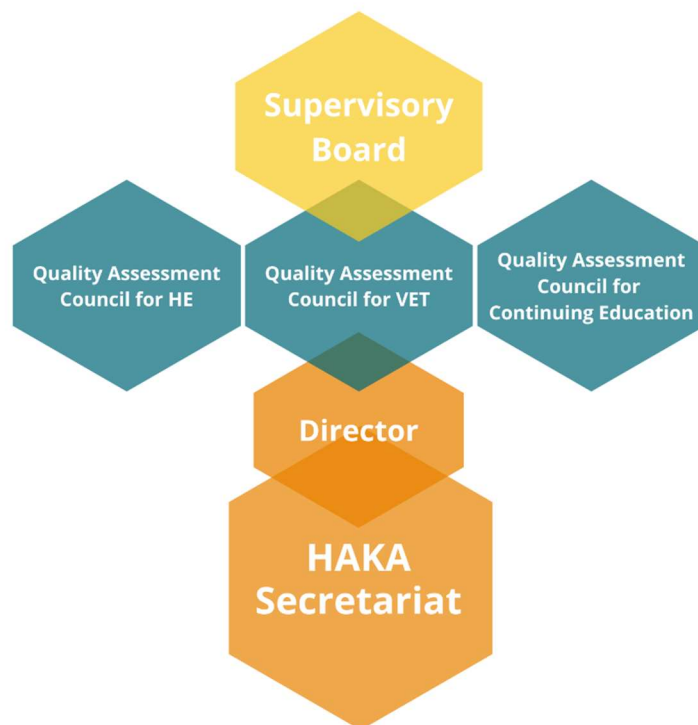 Supervisory
Board
Quality Assessment
Council for HE
Quality Assessment
Council for VET
Quality Assessment
Council for
Continuing Education
Director
HAKA
Secretariat